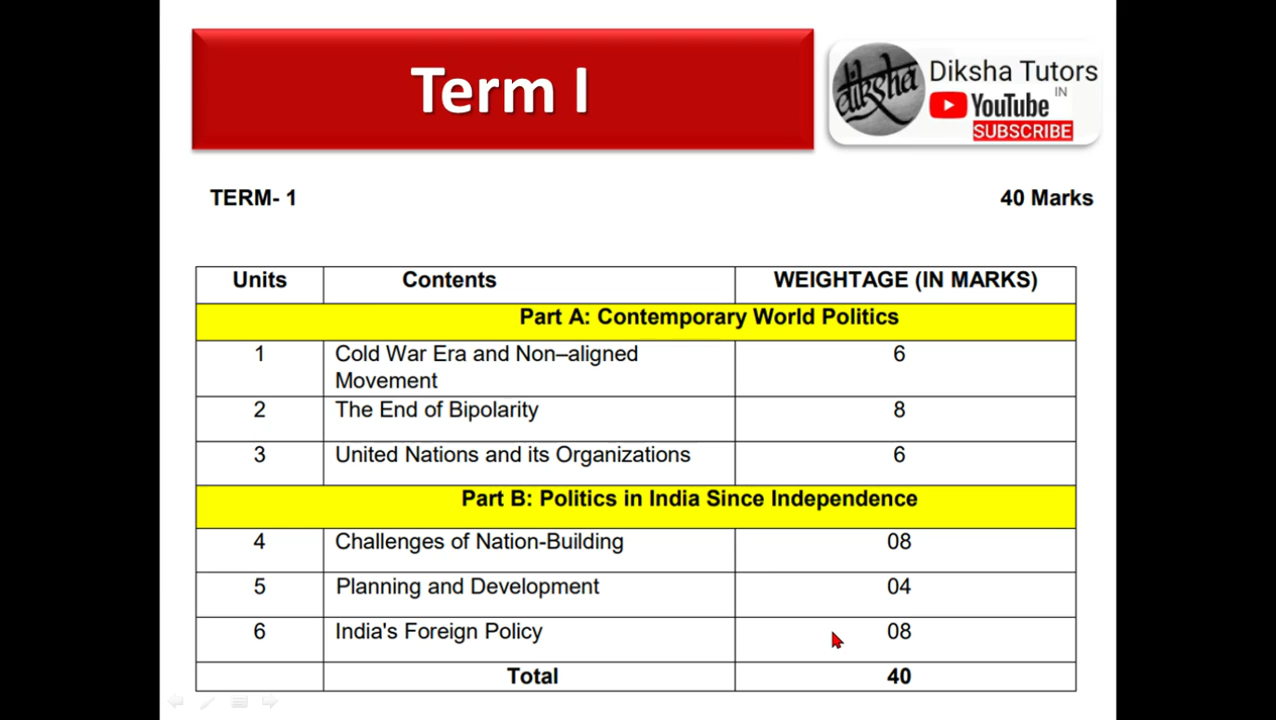 Term I
diksha
Diksha Tutors
IN
YouTube
SUBSCRIBE
TERM- 1 40 Marks
Units Contents WEIGHTAGE (IN MARKS)
Part A: Contemporary World Politics
1 Cold War Era and Non–aligned 6
Movement
2 The End of Bipolarity 8
3 United Nations and its Organizations 6
Part B: Politics in India Since Independence
4 Challenges of Nation-Building 08
5 Planning and Development 04
6 India's Foreign Policy 08
Total 40